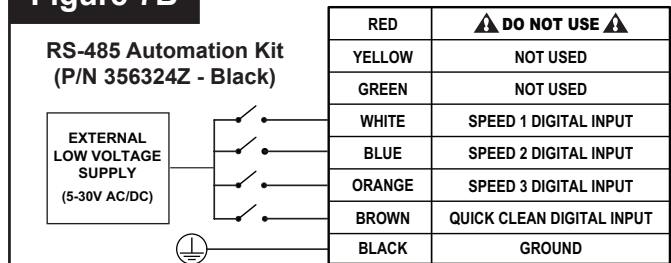 Figure 7B
RS-485 Automation Kit
(P/N 356324Z - Black)
EXTERNAL
LOW VOLTAGE
SUPPLY
(5-30V AC/DC)
RED DO NOT USE
YELLOW NOT USED
GREEN NOT USED
WHITE SPEED 1 DIGITAL INPUT
BLUE SPEED 2 DIGITAL INPUT
ORANGE SPEED 3 DIGITAL INPUT
BROWN QUICK CLEAN DIGITAL INPUT
BLACK GROUND